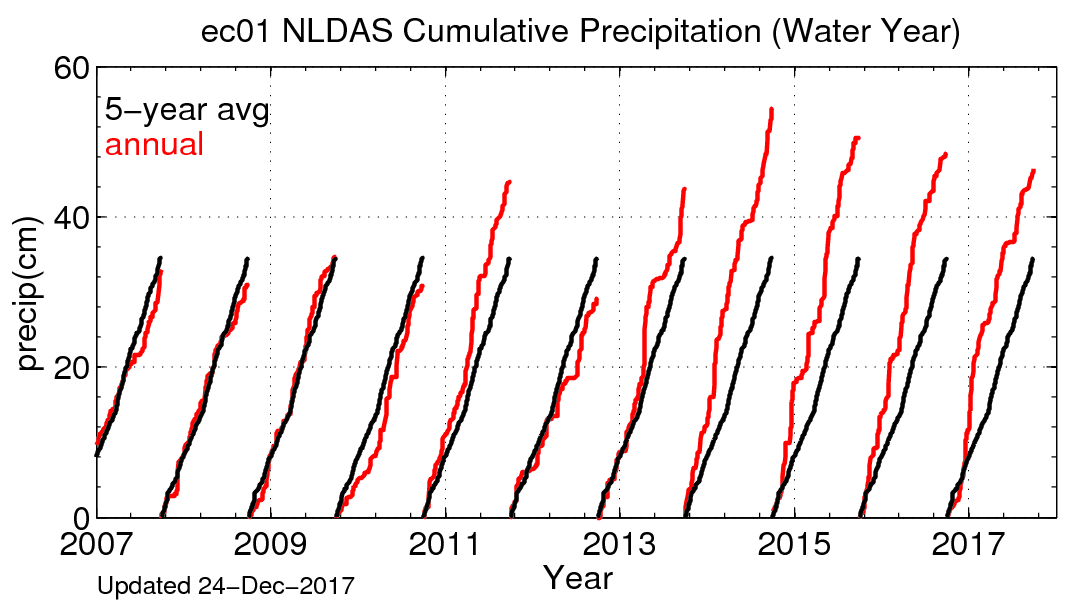 ec01 NLDAS Cumulative Precipitation (Water Year)
60
5−year avg
annual
40
precip(cm)
20
0
2007 2009 2011 2013 2015 2017
Year
Updated 24−Dec−2017